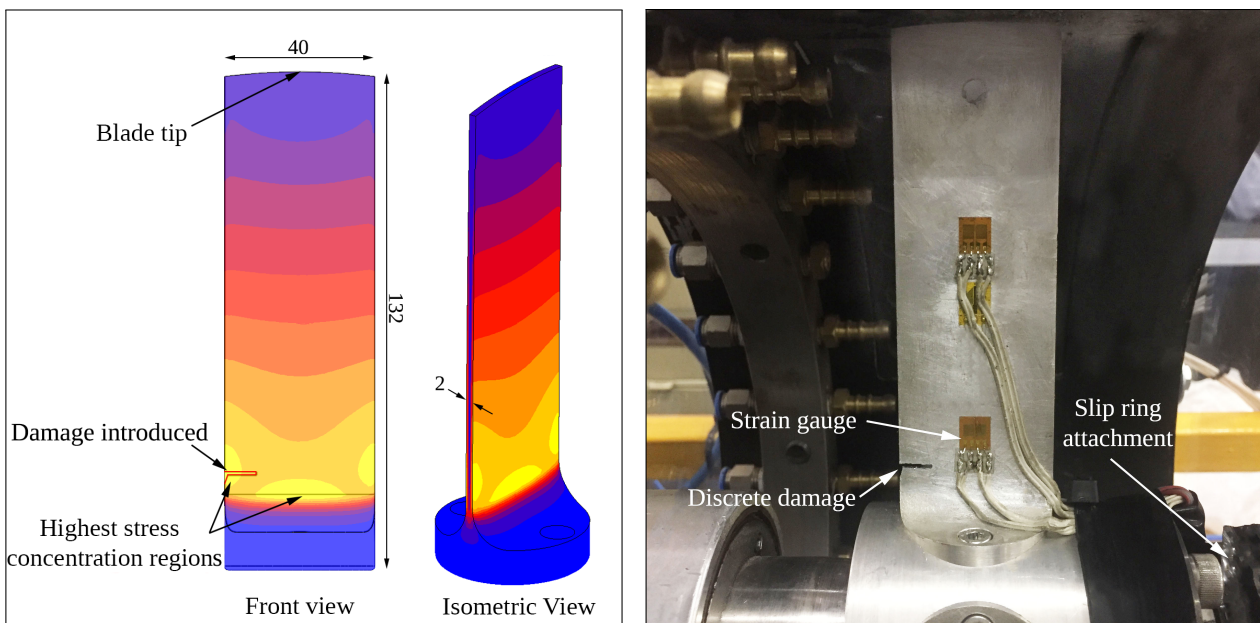 40
Blade tip
132
2
Damage introduced
Highest stress
concentration regions
Front view
Isometric View
Strain gauge
Slip ring
attachment
Discrete damage